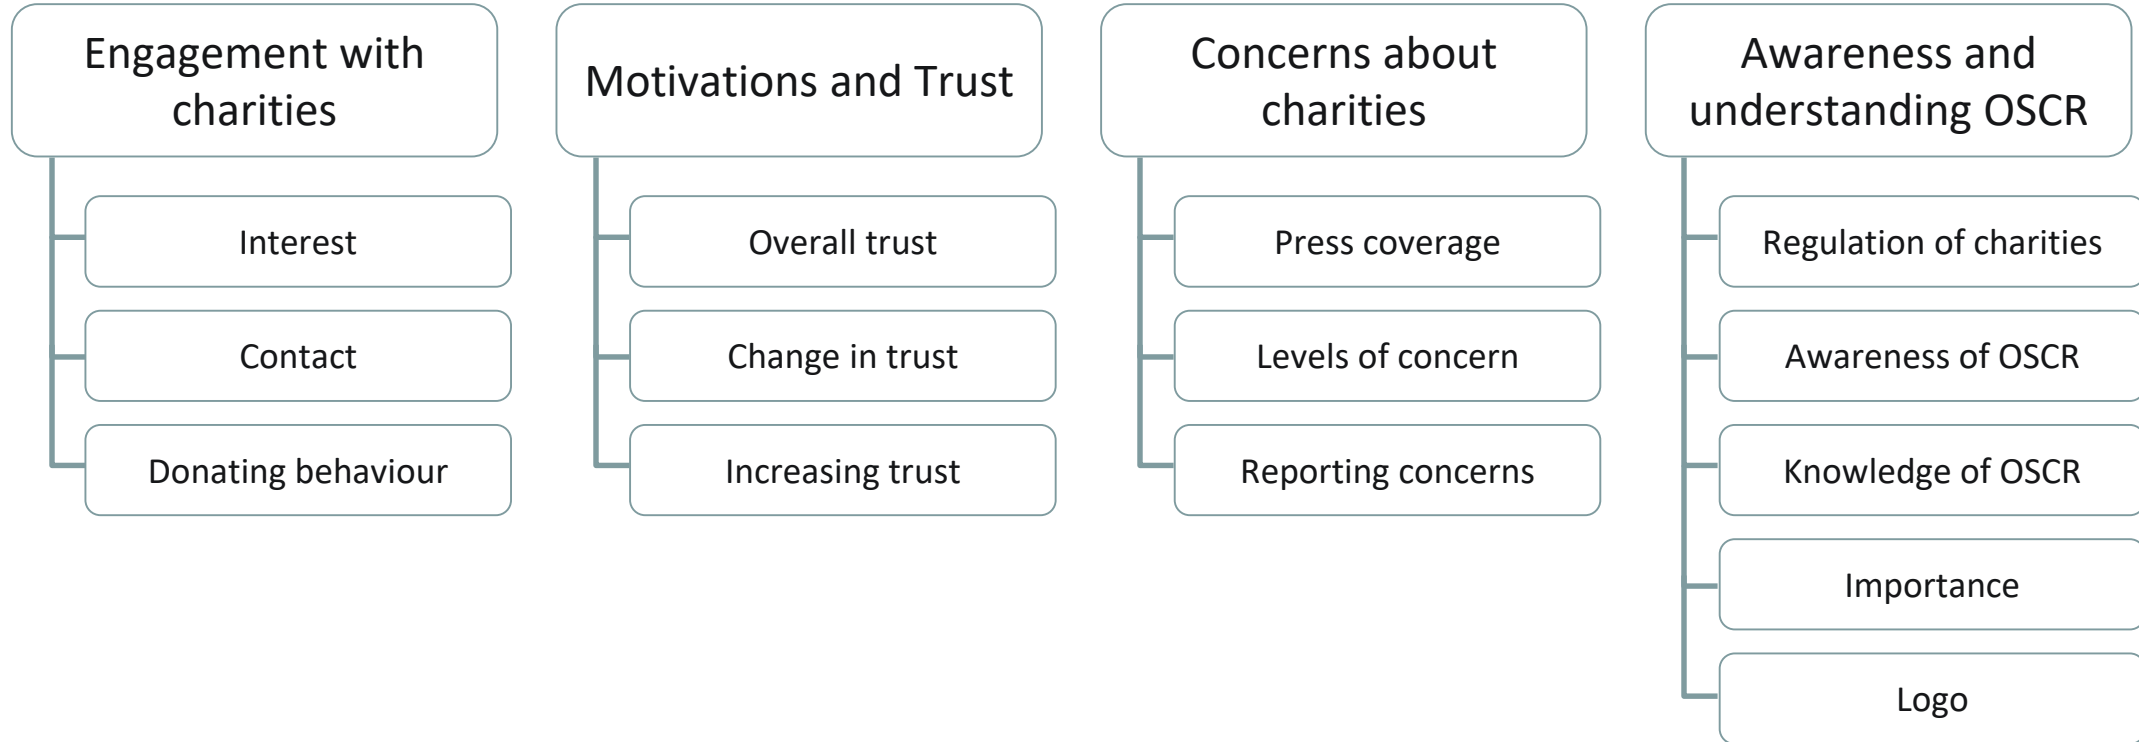 Engagement with
charities
Interest
Contact
Donating behaviour
Motivations and Trust
Overall trust
Change in trust
Increasing trust
Concerns about
charities
Press coverage
Levels of concern
Reporting concerns
Awareness and
understanding OSCR
Regulation of charities
Awareness of OSCR
Knowledge of OSCR
Importance
Logo